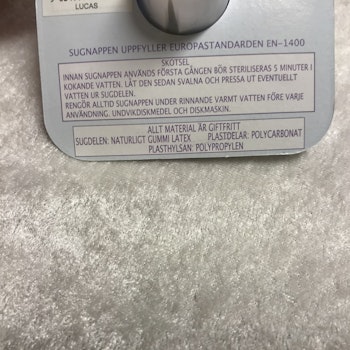 LUCAS
SUGNAPPEN UPPFYLLER EUROPASTANDARDEN EN-1400
SKÖTSEL
INNAN SUGNAPPEN ANVÄNDS FÖRSTA GÅNGEN BÖR STERILISERAS 5 MINUTER I
KOKANDE VATTEN. LÅT DEN SEDAN SVALNA OCH PRESSA UT EVENTUELLT
VATTEN UR SUGDELEN.
RENGÖR ALLTID SUGNAPPEN UNDER RINNANDE VARMT VATTEN FÖRE VARJE
ANVÄNDNING. UNDVIKDISKMEDEL OCH DISKMASKIN.
ALLT MATERIAL ÄR GIFTFRITT
SUGDELEN: NATURLIGT GUMMI LATEX PLASTDELAR: POLYCARBONAT
PLASTHYLSAN: POLYPROPYLEN